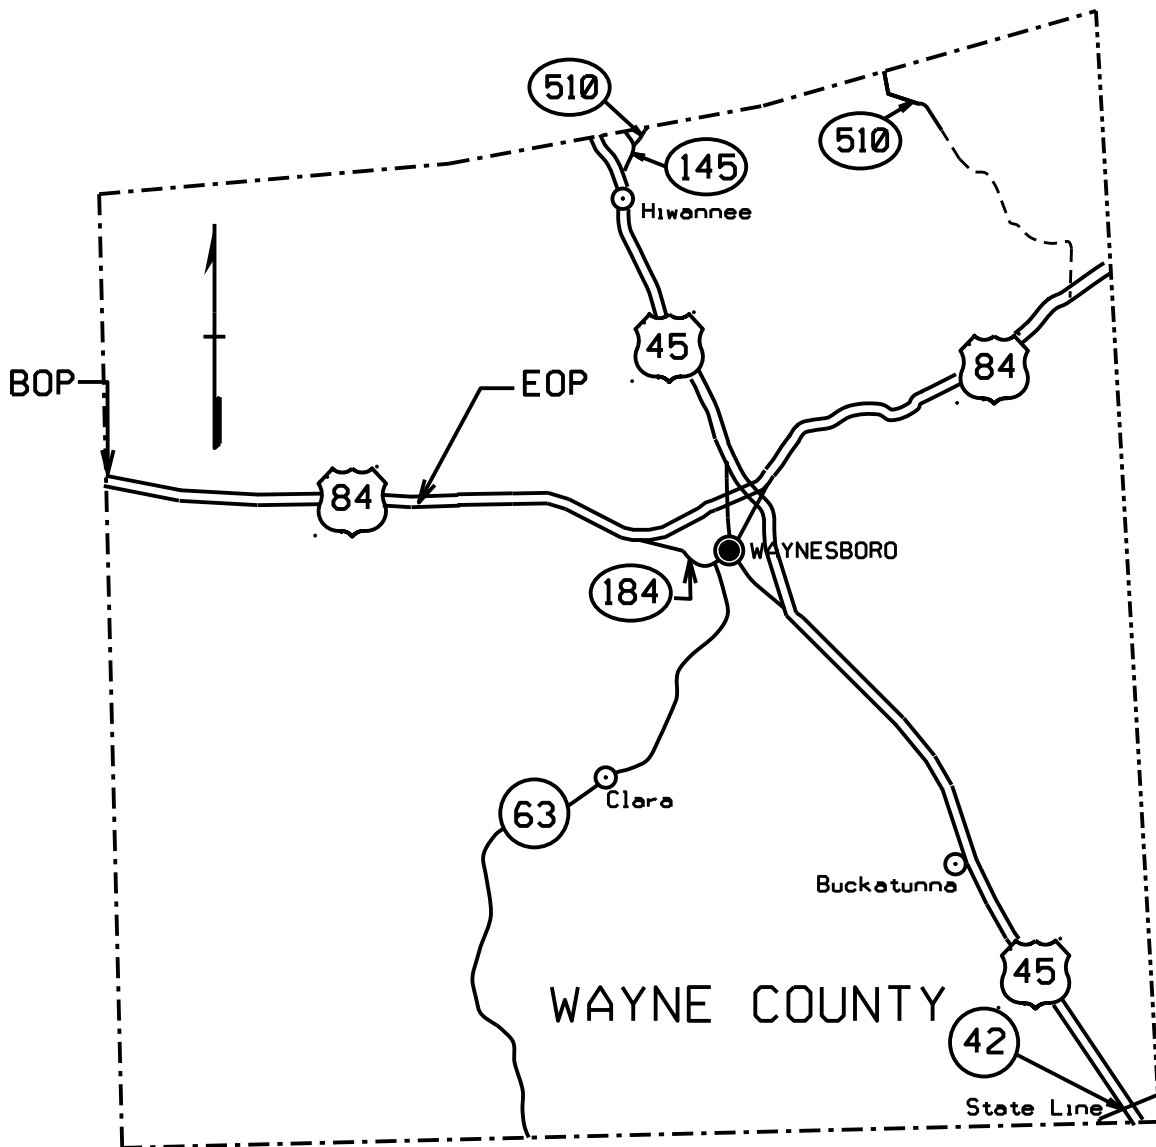 510
510
145
Hiwannee
45
84
BOP
EOP
84
WAYNESBORO
184
Clara
63
Buckatunna
45
WAYNE COUNTY
42
State Line